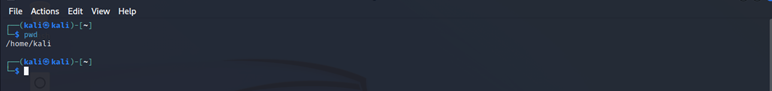 File Actions Edit View Help
┌──(kali㉿kali)-[~]
└─$ pwd
/home/kali
┌──(kali㉿kali)-[~]
└─$